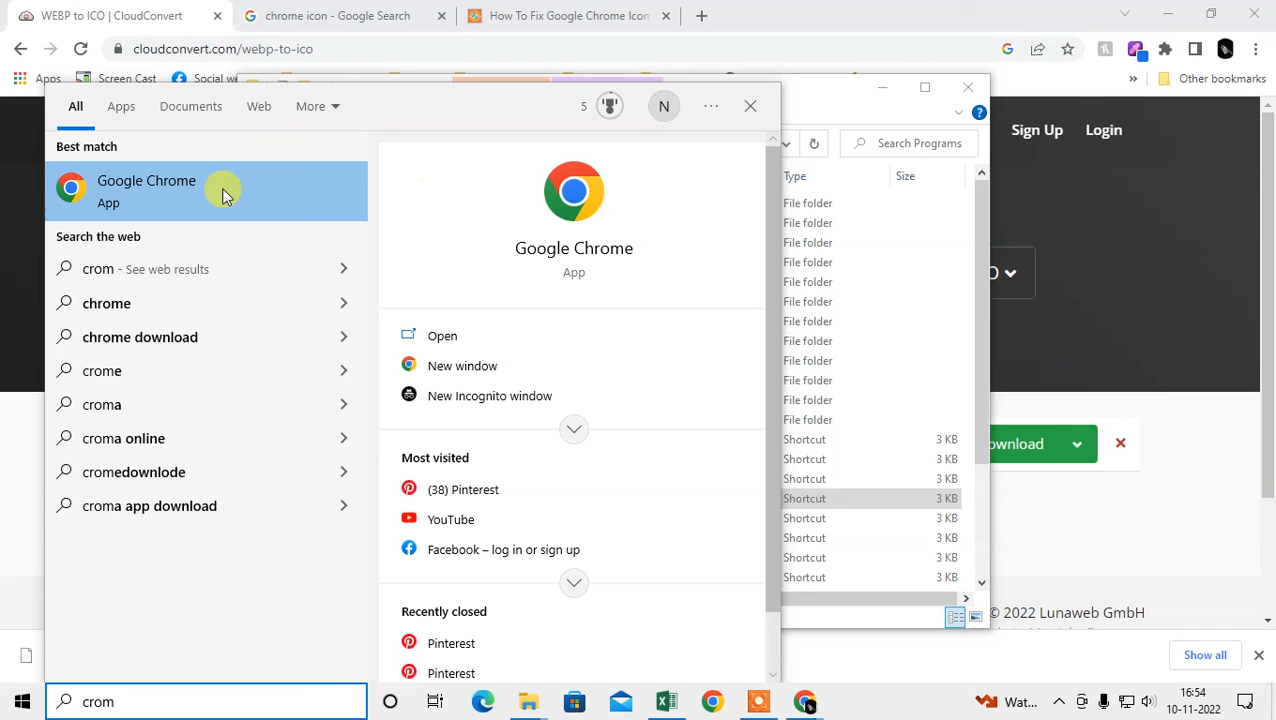 WEBP to ICO | CloudConvert
chrome icon - Google Search
How To Fix Google Chrome Icon
cloudconvert.com/webp-to-ico
Apps
Screen Cast
Social we
Other bookmarks
All
Apps
Documents
Web
More
5
N
Search Programs
Sign Up
Login
Best match
Google Chrome
App
Search the web
crom - See web results
chrome
chrome download
crome
croma
croma online
cromedownlode
croma app download
Google Chrome
App
Open
New window
New Incognito window
Most visited
(38) Pinterest
YouTube
Facebook – log in or sign up
Recently closed
Pinterest
Pinterest
Type
Size
File folder
File folder
File folder
File folder
File folder
File folder
File folder
File folder
File folder
File folder
File folder
File folder
Shortcut 3 KB
Shortcut 3 KB
Shortcut 3 KB
Shortcut 3 KB
Shortcut 3 KB
Shortcut 3 KB
Shortcut 3 KB
Shortcut 3 KB
ownload
© 2022 Lunaweb GmbH
Show all
crom
Wat...
16:54
10-11-2022